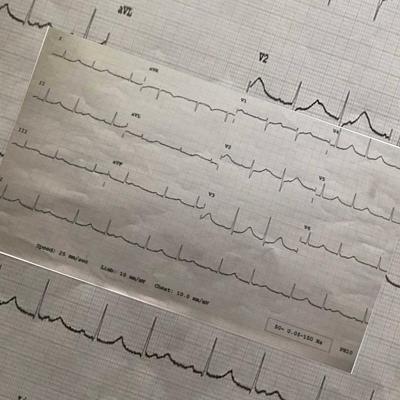 aVL
V2
I
aVR
V1
V4
II
aVL
V2
V5
III
aVF
V3
V6
Speed: 25 mm/sec
Limb: 10 mm/mV
Chest: 10.0 mm/mV
50~ 0.05-150 Hz